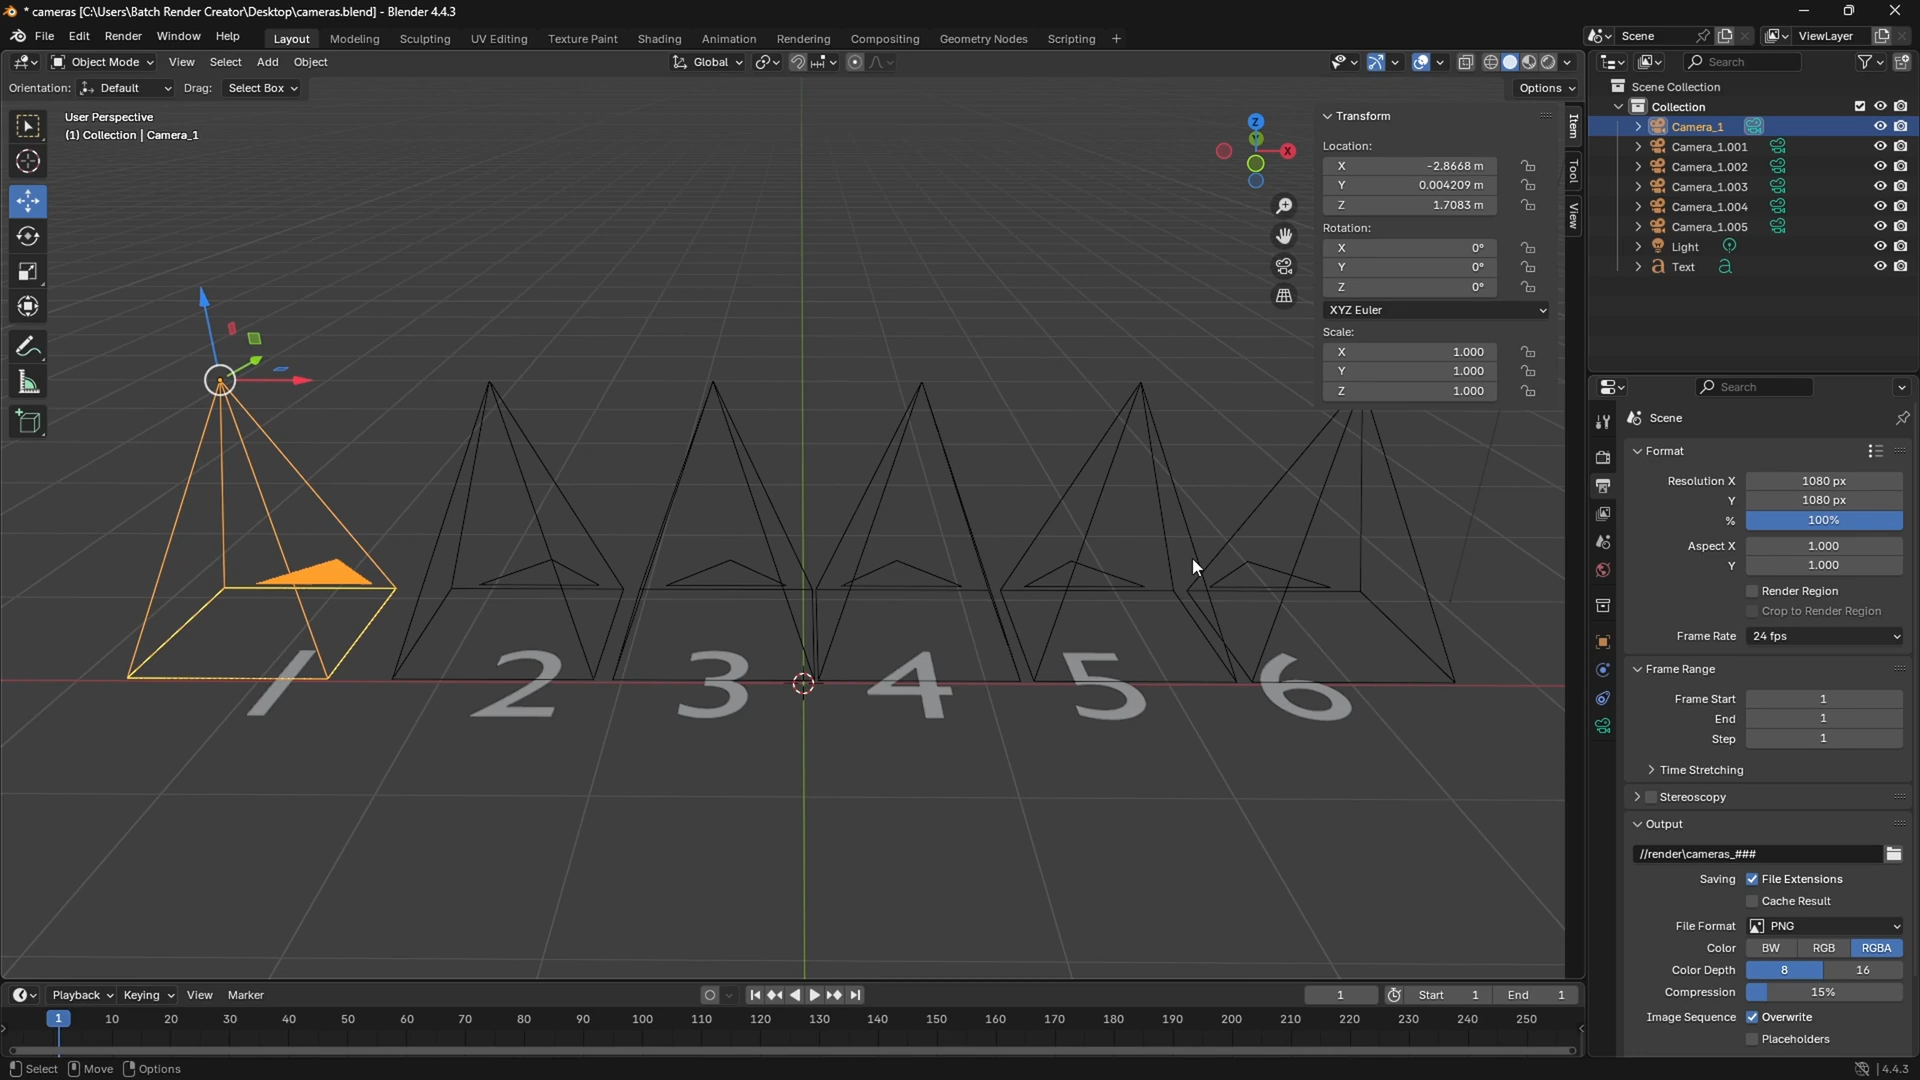 * cameras [C:\Users\Batch Render Creator\Desktop\cameras.blend] - Blender 4.4.3
File Edit Render Window Help Layout Modeling Sculpting UV Editing Texture Paint Shading Animation Rendering Compositing Geometry Nodes Scripting + Scene ViewLayer
Object Mode View Select Add Object Global Search
Orientation: Default Drag: Select Box Options
User Perspective
(1) Collection | Camera_1
Z
Y
X
Transform
Location:
X -2.8668 m
Y 0.004209 m
Z 1.7083 m
Rotation:
X 0°
Y 0°
Z 0°
XYZ Euler
Scale:
X 1.000
Y 1.000
Z 1.000
Item
Tool
View
1 2 3 4 5 6
Scene Collection
Collection
Camera_1
Camera_1.001
Camera_1.002
Camera_1.003
Camera_1.004
Camera_1.005
Light
a Text a
Search
Scene
Format
Resolution X 1080 px
Y 1080 px
% 100%
Aspect X 1.000
Y 1.000
Render Region
Crop to Render Region
Frame Rate 24 fps
Frame Range
Frame Start 1
End 1
Step 1
Time Stretching
Stereoscopy
Output
//render\cameras_###
Saving File Extensions
Cache Result
File Format PNG
Color BW RGB RGBA
Color Depth 8 16
Compression 15%
Image Sequence Overwrite
Placeholders
Playback Keying View Marker 1 Start 1 End 1
1 10 20 30 40 50 60 70 80 90 100 110 120 130 140 150 160 170 180 190 200 210 220 230 240 250
Select Move Options 4.4.3